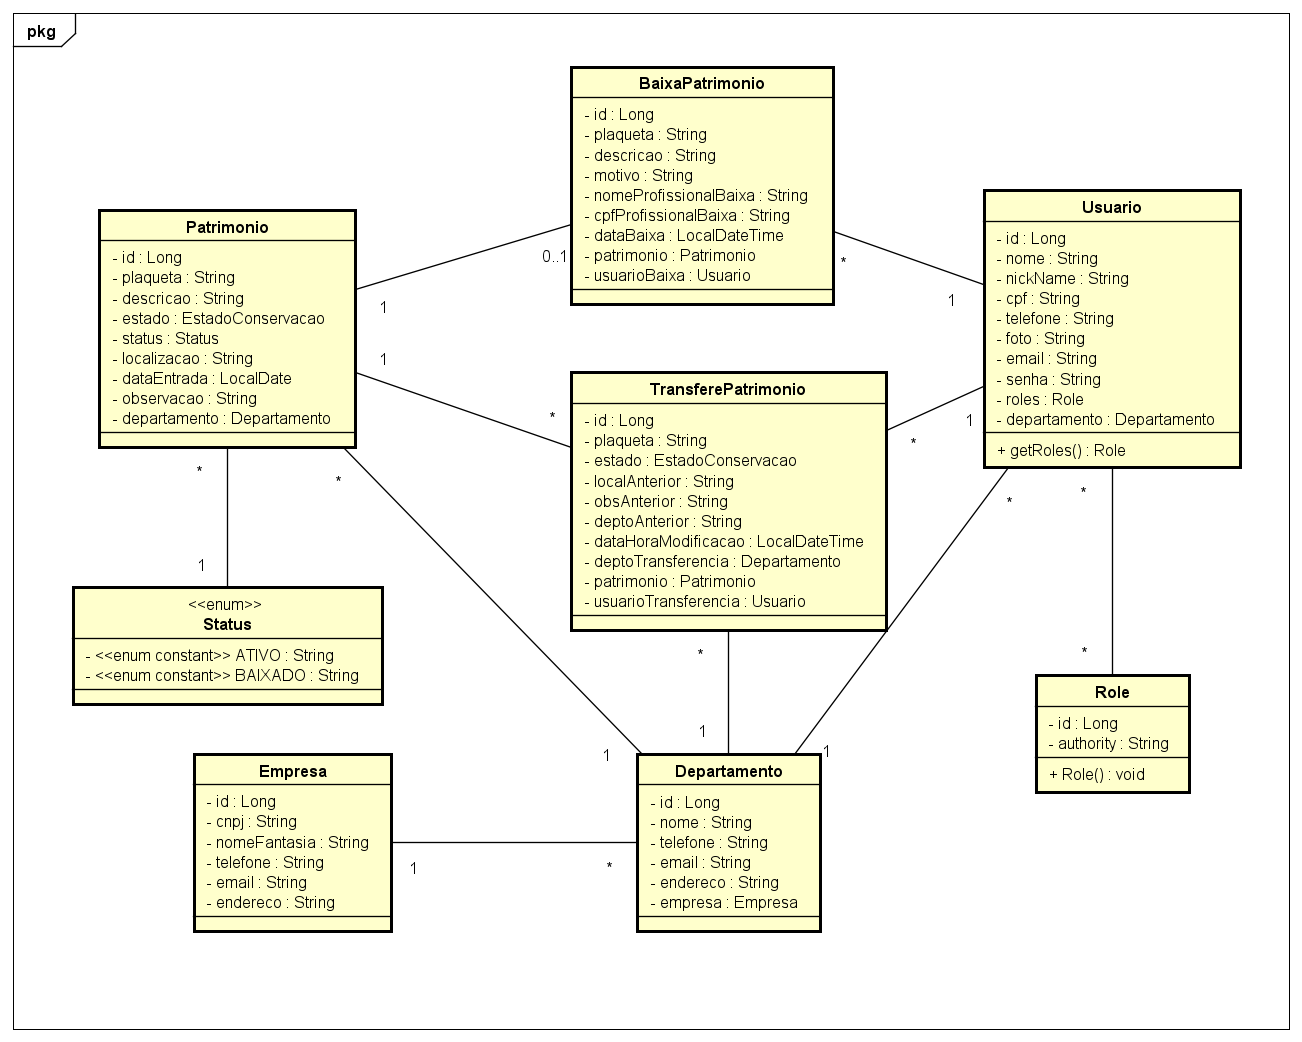 pkg
BaixaPatrimonio
- id : Long
- plaqueta : String
- descricao : String
- motivo : String
- nomeProfissionalBaixa : String
- cpfProfissionalBaixa : String
- dataBaixa : LocalDateTime
- patrimonio : Patrimonio
- usuarioBaixa : Usuario
Patrimonio
- id : Long
- plaqueta : String
- descricao : String
- estado : EstadoConservacao
- status : Status
- localizacao : String
- dataEntrada : LocalDate
- observacao : String
- departamento : Departamento
Usuario
- id : Long
- nome : String
- nickName : String
- cpf : String
- telefone : String
- foto : String
- email : String
- senha : String
- roles : Role
- departamento : Departamento
+ getRoles() : Role
0..1
1
*
1
1
*
TransferePatrimonio
- id : Long
- plaqueta : String
- estado : EstadoConservacao
- localAnterior : String
- obsAnterior : String
- deptoAnterior : String
- dataHoraModificacao : LocalDateTime
- deptoTransferencia : Departamento
- patrimonio : Patrimonio
- usuarioTransferencia : Usuario
1
*
*
*
*
*
1
<<enum>>
Status
- <<enum constant>> ATIVO : String
- <<enum constant>> BAIXADO : String
*
1
1
1
*
Role
- id : Long
- authority : String
+ Role() : void
Empresa
- id : Long
- cnpj : String
- nomeFantasia : String
- telefone : String
- email : String
- endereco : String
1
*
Departamento
- id : Long
- nome : String
- telefone : String
- email : String
- endereco : String
- empresa : Empresa